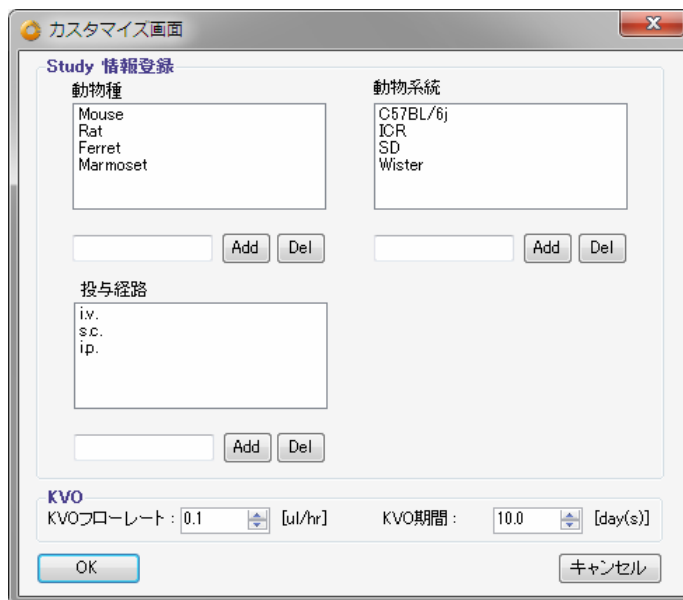 カスタマイズ画面
Study 情報登録
動物種
Mouse
Rat
Ferret
Marmoset
Add
Del
動物系統
C57BL/6j
ICR
SD
Wister
Add
Del
投与経路
i.v.
s.c.
i.p.
Add
Del
KVO
KVOフローレート : 0.1 [ul/hr] KVO期間 : 10.0 [day(s)]
OK
キャンセル